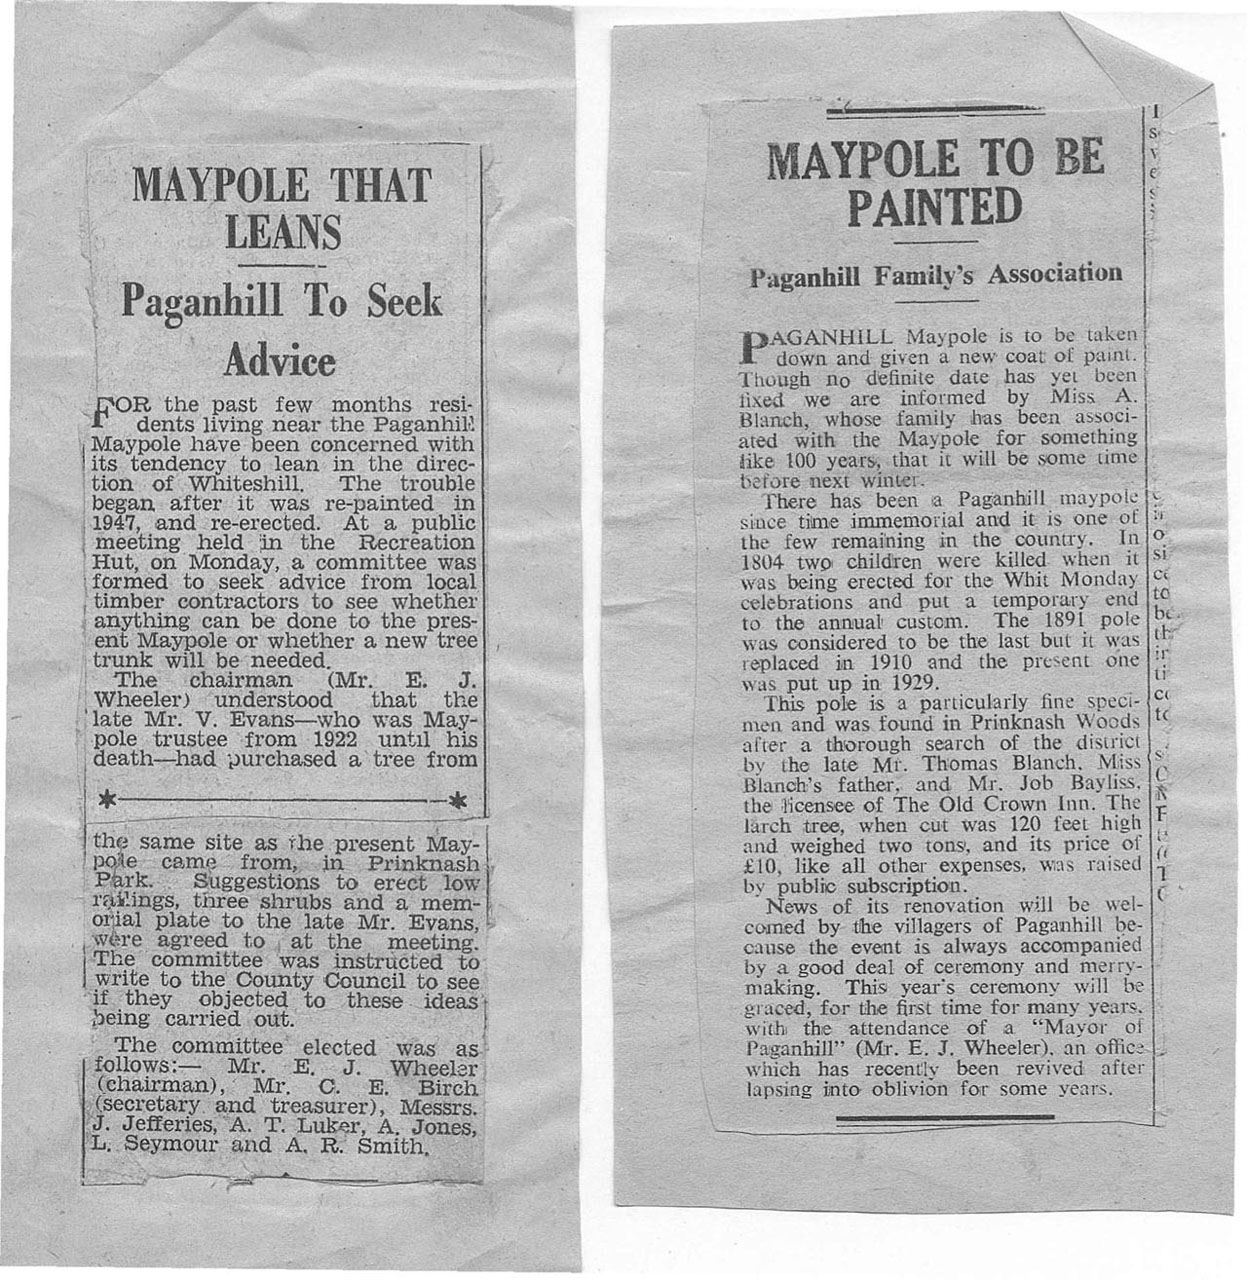 MAYPOLE THAT
LEANS
Paganhill To Seek
Advice
FOR the past few months resi-
dents living near the Paganhill
Maypole have been concerned with
its tendency to lean in the direc-
tion of Whiteshill. The trouble
began after it was re-painted in
1947, and re-erected. At a public
meeting held in the Recreation
Hut, on Monday, a committee was
formed to seek advice from local
timber contractors to see whether
anything can be done to the pres-
ent Maypole or whether a new tree
trunk will be needed.
The chairman (Mr. E. J.
Wheeler) understood that the
late Mr. V. Evans—who was May-
pole trustee from 1922 until his
death—had purchased a tree from
the same site as the present May-
pole came from, in Prinknash
Park. Suggestions to erect low
railings, three shrubs and a mem-
orial plate to the late Mr. Evans,
were agreed to at the meeting.
The committee was instructed to
write to the County Council to see
if they objected to these ideas
being carried out.
The committee elected was as
follows:— Mr. E. J. Wheeler
(chairman), Mr. C. E. Birch
(secretary and treasurer), Messrs.
J. Jefferies, A. T. Luker, A. Jones,
L. Seymour and A. R. Smith.
MAYPOLE TO BE
PAINTED
Paganhill Family's Association
PAGANHILL Maypole is to be taken
down and given a new coat of paint.
Though no definite date has yet been
fixed we are informed by Miss A.
Blanch, whose family has been associ-
ated with the Maypole for something
like 100 years, that it will be some time
before next winter.
There has been a Paganhill maypole
since time immemorial and it is one of
the few remaining in the country. In
1804 two children were killed when it
was being erected for the Whit Monday
celebrations and put a temporary end
to the annual custom. The 1891 pole
was considered to be the last but it was
replaced in 1910 and the present one
was put up in 1929.
This pole is a particularly fine speci-
men and was found in Prinknash Woods
after a thorough search of the district
by the late Mr. Thomas Blanch, Miss
Blanch's father, and Mr. Job Bayliss,
the licensee of The Old Crown Inn. The
larch tree, when cut was 120 feet high
and weighed two tons, and its price of
£10, like all other expenses, was raised
by public subscription.
News of its renovation will be wel-
comed by the villagers of Paganhill be-
cause the event is always accompanied
by a good deal of ceremony and merry-
making. This year's ceremony will be
graced, for the first time for many years,
with the attendance of a "Mayor of
Paganhill" (Mr. E. J. Wheeler), an office
which has recently been revived after
lapsing into oblivion for some years.